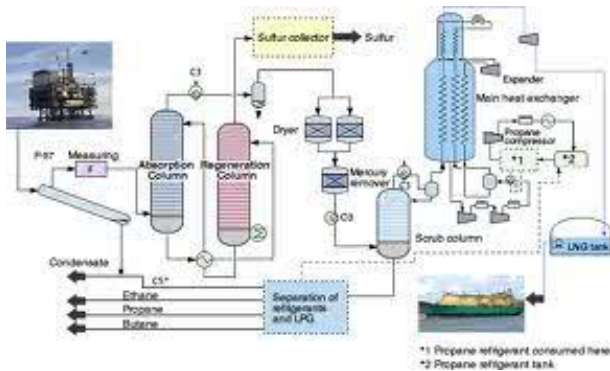 Sulfur collector
Sulfur
C3
Expander
Main heat exchanger
Dryer
Propane
compressor
*1
*2
Measuring
F
Absorption
Column
Regeneration
Column
Mercury
remover
C3
Scrub column
LNG tank
Condensate
Ethane
Propane
Butane
Separation of
refrigerants
and LPG
*1 Propane refrigerant consumed here
*2 Propane refrigerant tank